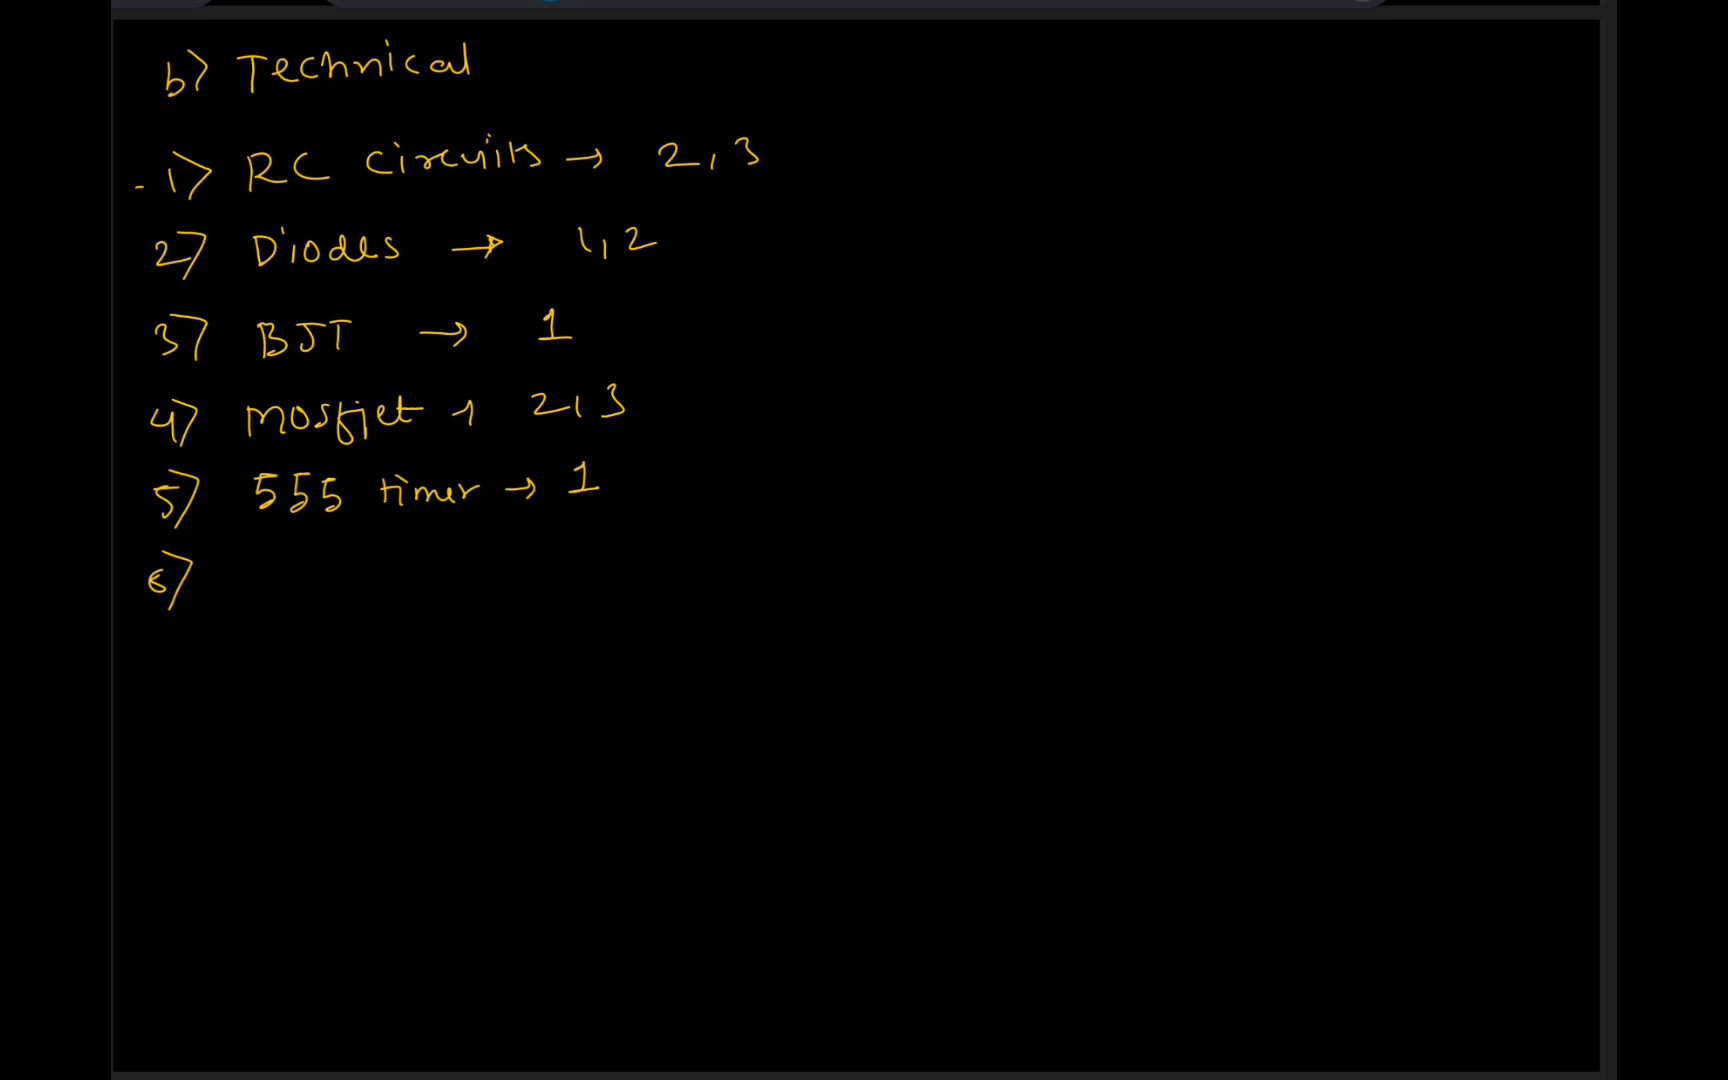 b) Technical
1) RC Circuits → 2, 3
2) Diodes → 1, 2
3) BJT → 1
4) mosfjet → 2, 3
5) 555 timer → 1
6)